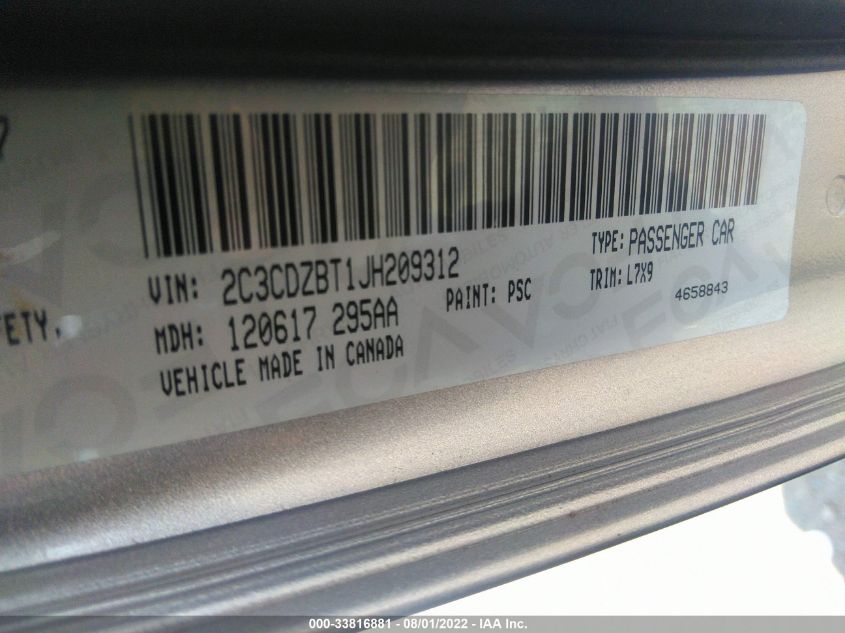 VIN: 2C3CDZBT1JH209312
TYPE: PASSENGER CAR
MDH: 120617 295AA
PAINT: PSC
TRIM: L7X9
4658843
VEHICLE MADE IN CANADA
FETY,
000-33816881 - 08/01/2022 - IAA Inc.